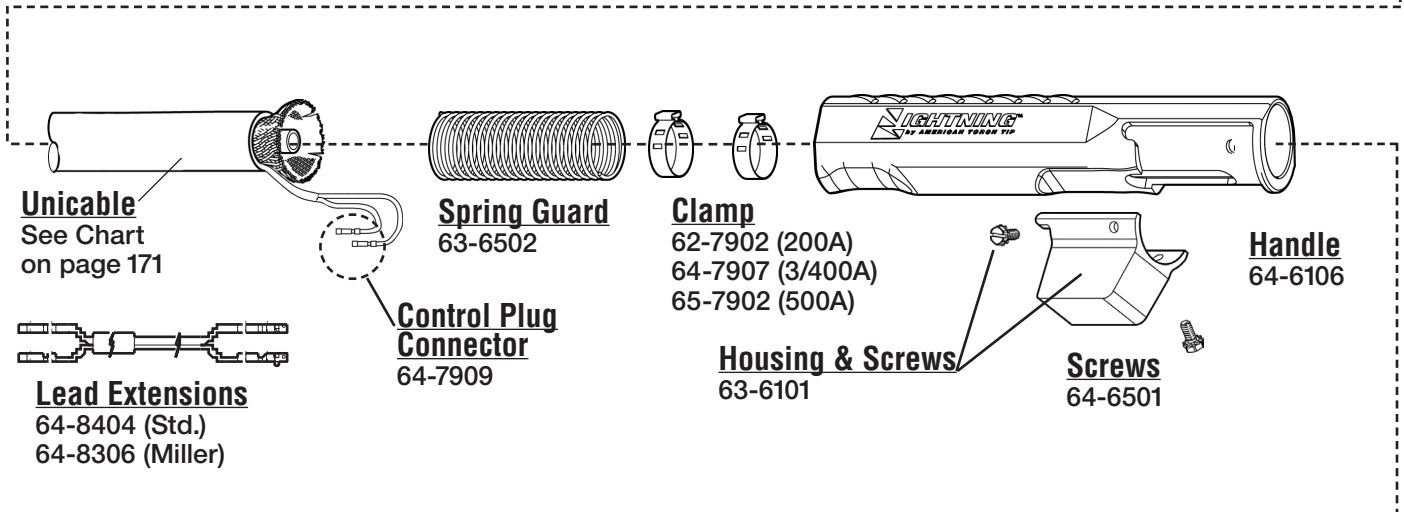 LIGHTNING™
by AMERICAN TORCH TIP
Unicable
See Chart
on page 171
Spring Guard
63-6502
Clamp
62-7902 (200A)
64-7907 (3/400A)
65-7902 (500A)
Handle
64-6106
Control Plug
Connector
64-7909
Housing & Screws
63-6101
Screws
64-6501
Lead Extensions
64-8404 (Std.)
64-8306 (Miller)